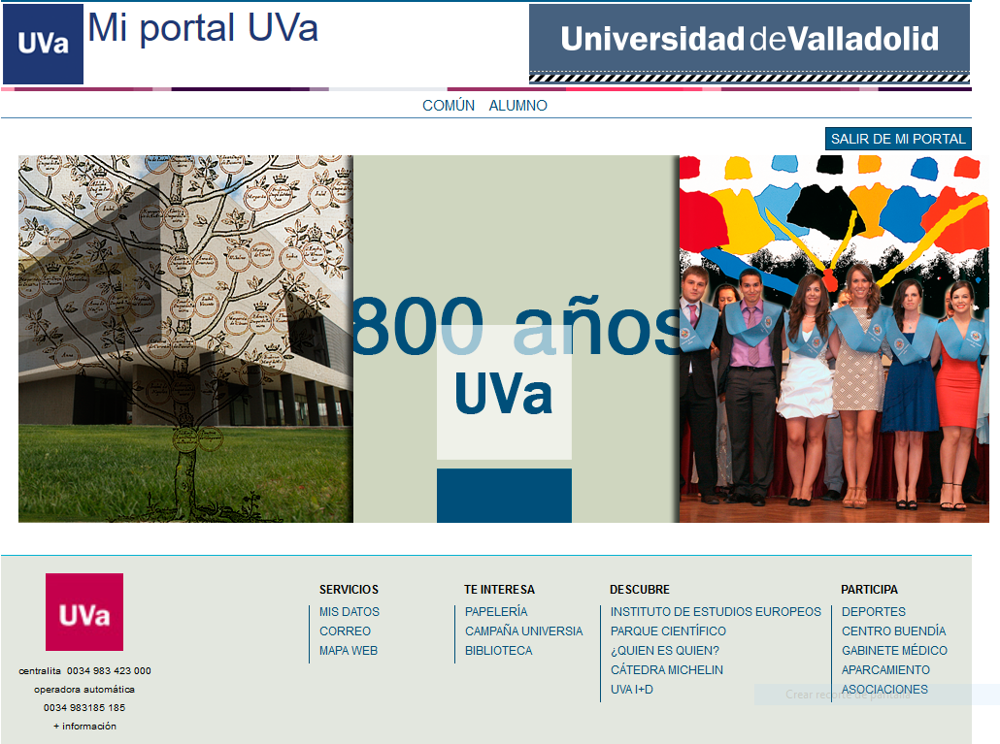 UVa
Mi portal UVa
Universidad de Valladolid
COMÚN ALUMNO
SALIR DE MI PORTAL
800 años
UVa
UVa
centralita 0034 983 423 000
operadora automática
0034 983185 185
+ información
SERVICIOS
MIS DATOS
CORREO
MAPA WEB
TE INTERESA
PAPELERÍA
CAMPAÑA UNIVERSIA
BIBLIOTECA
DESCUBRE
INSTITUTO DE ESTUDIOS EUROPEOS
PARQUE CIENTÍFICO
¿QUIEN ES QUIEN?
CÁTEDRA MICHELIN
UVA I+D
PARTICIPA
DEPORTES
CENTRO BUENDÍA
GABINETE MÉDICO
APARCAMIENTO
ASOCIACIONES
Crear recorte de pantalla